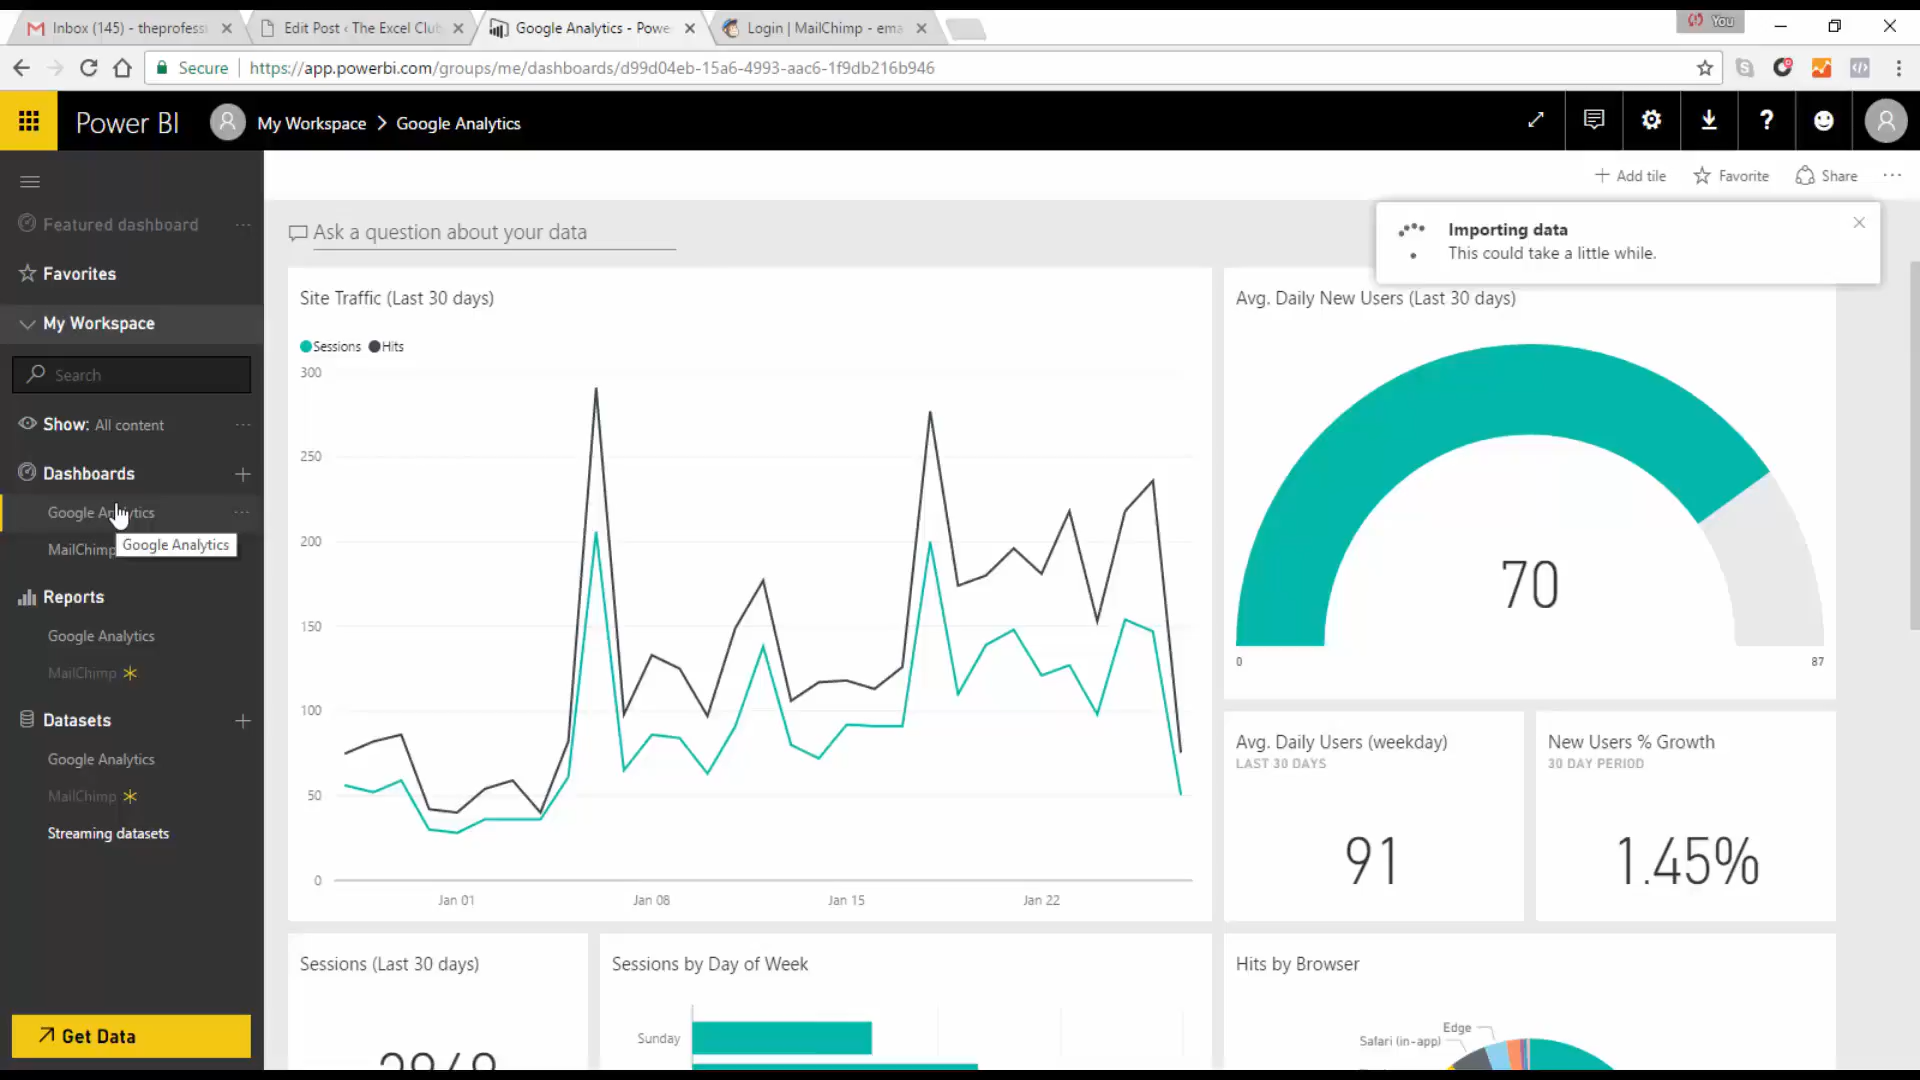 Inbox (145) - theprofessi
Edit Post ‹ The Excel Club
Google Analytics - Powe
Login | MailChimp - ema
You
Secure
https://app.powerbi.com/groups/me/dashboards/d99d04eb-15a6-4993-aac6-1f9db216b946
Power BI
My Workspace > Google Analytics
Add tile
Favorite
Share
Featured dashboard
Favorites
My Workspace
Search
Show: All content
Dashboards
Google Analytics
Google Analytics
MailChimp
Reports
Google Analytics
MailChimp
Datasets
Google Analytics
MailChimp
Streaming datasets
Get Data
Ask a question about your data
Importing data
This could take a little while.
Site Traffic (Last 30 days)
Sessions
Hits
300
250
200
150
100
50
0
Jan 01
Jan 08
Jan 15
Jan 22
Avg. Daily New Users (Last 30 days)
70
0
87
Avg. Daily Users (weekday)
LAST 30 DAYS
91
New Users % Growth
30 DAY PERIOD
1.45%
Sessions (Last 30 days)
Sessions by Day of Week
Sunday
Hits by Browser
Edge
Safari (in-app)